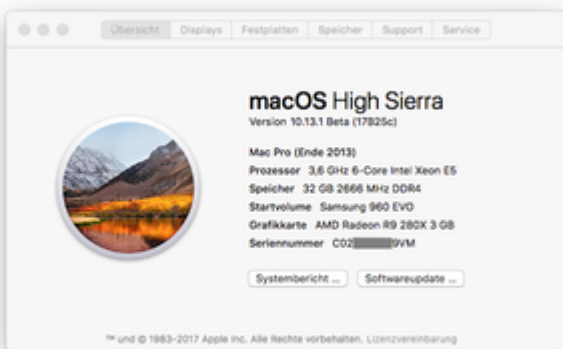 Übersicht Displays Festplatten Speicher Support Service
macOS High Sierra
Version 10.13.1 Beta (17B25c)
Mac Pro (Ende 2013)
Prozessor 3,6 GHz 6-Core Intel Xeon E5
Speicher 32 GB 2666 MHz DDR4
Startvolume Samsung 960 EVO
Grafikkarte AMD Radeon R9 280X 3 GB
Seriennummer C02 9VM
Systembericht ... Softwareupdate ...
™ und © 1983-2017 Apple Inc. Alle Rechte vorbehalten. Lizenzvereinbarung